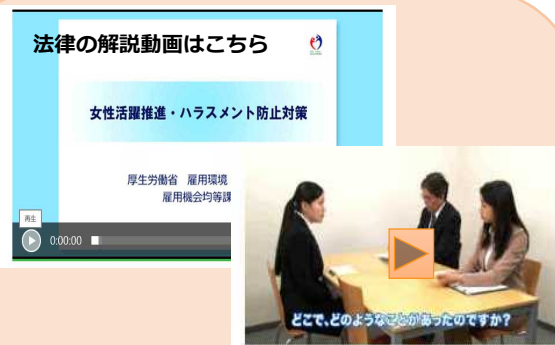 法律の解説動画はこちら
女性活躍推進・ハラスメント防止対策
厚生労働省 雇用環境
雇用機会均等課
再生
0:00:00
どこで、どのようなことがあったのですか?